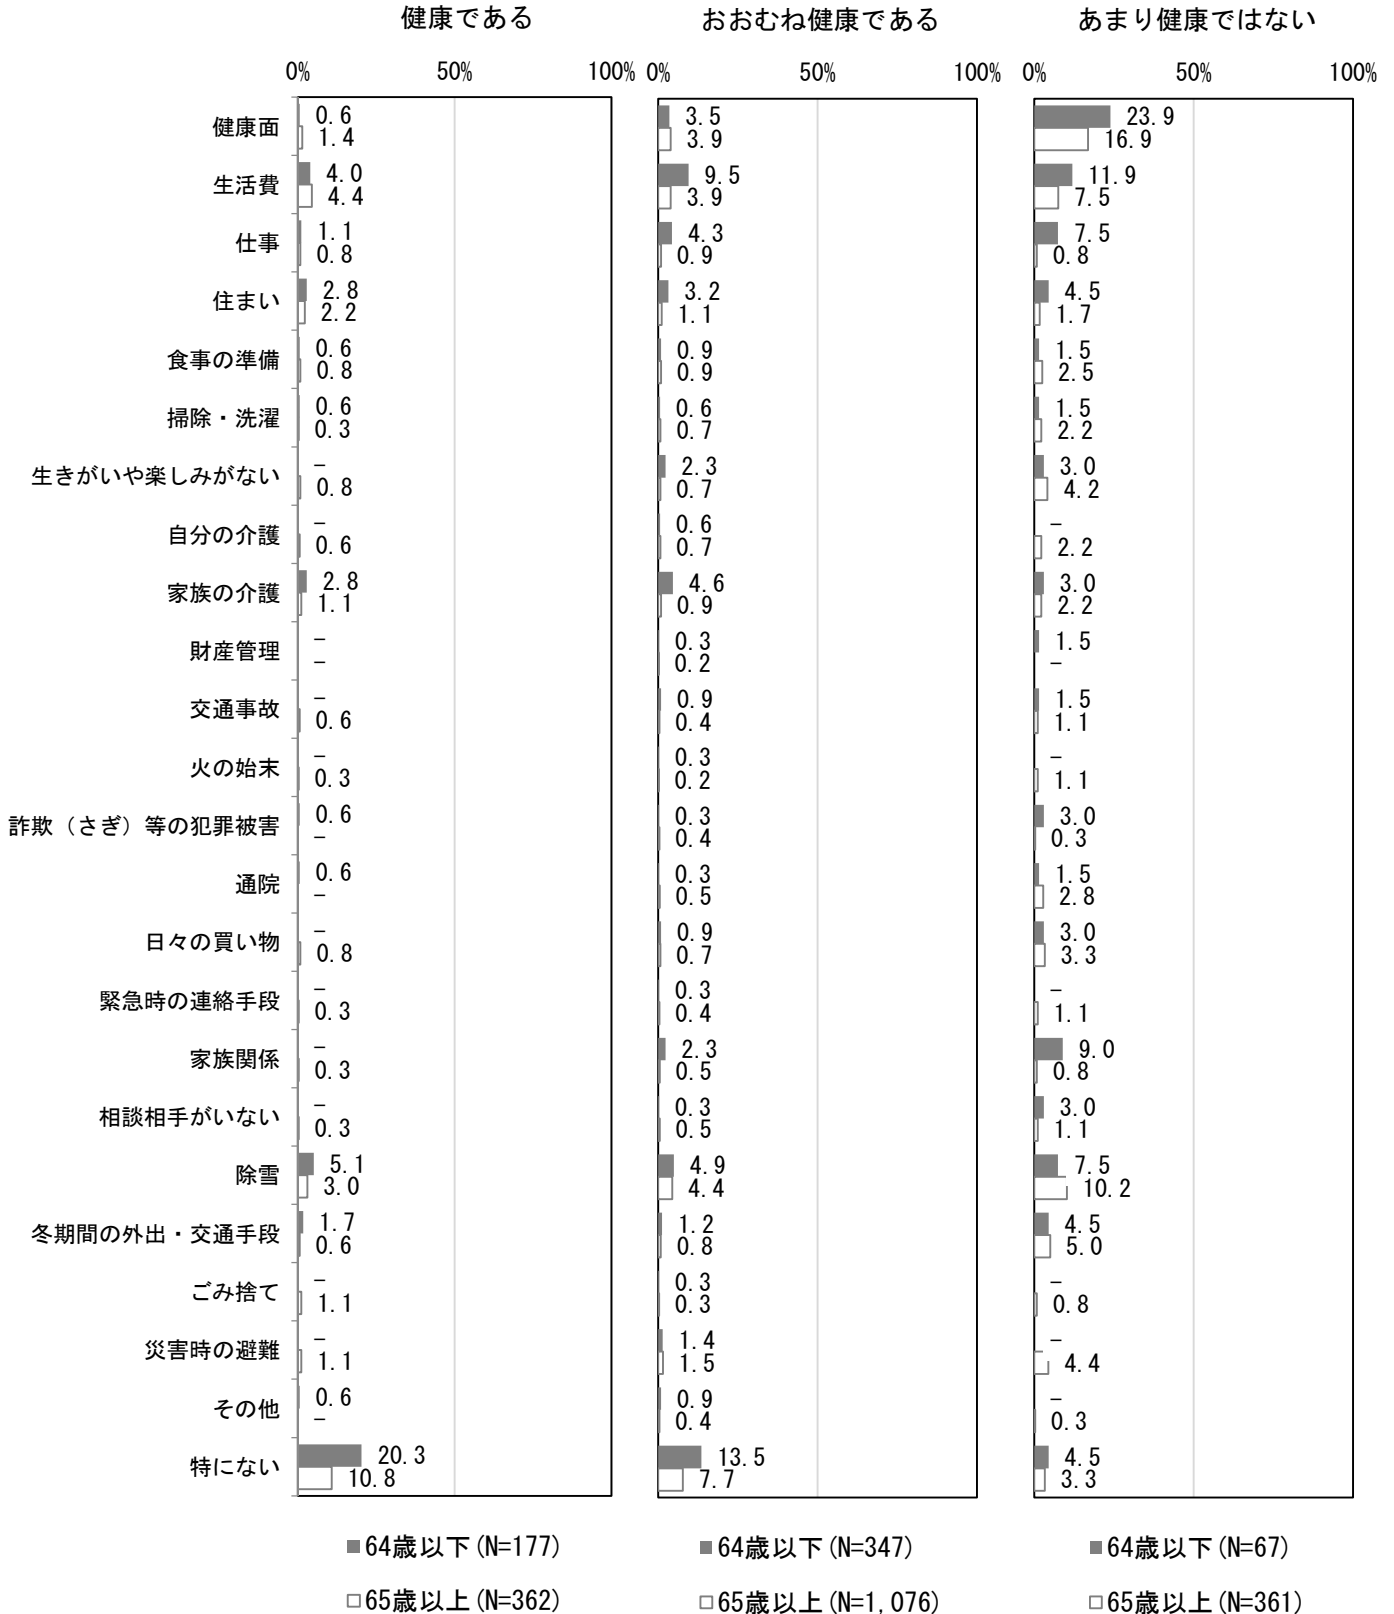 健康である おおむね健康である あまり健康ではない
0% 50% 100% 0% 50% 100% 0% 50% 100%
健康面 0.6 3.5 23.9
1.4 3.9 16.9
生活費 4.0 9.5 11.9
4.4 3.9 7.5
仕事 1.1 4.3 7.5
0.8 0.9 0.8
住まい 2.8 3.2 4.5
2.2 1.1 1.7
食事の準備 0.6 0.9 1.5
0.8 0.9 2.5
掃除・洗濯 0.6 0.6 1.5
0.3 0.7 2.2
生きがいや楽しみがない - 2.3 3.0
0.8 0.7 4.2
自分の介護 - 0.6 -
0.6 0.7 2.2
家族の介護 2.8 4.6 3.0
1.1 0.9 2.2
財産管理 - 0.3 1.5
- 0.2 -
交通事故 - 0.9 1.5
0.6 0.4 1.1
火の始末 - 0.3 -
0.3 0.2 1.1
詐欺（さぎ）等の犯罪被害 0.6 0.3 3.0
- 0.4 0.3
通院 0.6 0.3 1.5
- 0.5 2.8
日々の買い物 - 0.9 3.0
0.8 0.7 3.3
緊急時の連絡手段 - 0.3 -
0.3 0.4 1.1
家族関係 - 2.3 9.0
0.3 0.5 0.8
相談相手がいない - 0.3 3.0
0.3 0.5 1.1
除雪 5.1 4.9 7.5
3.0 4.4 10.2
冬期間の外出・交通手段 1.7 1.2 4.5
0.6 0.8 5.0
ごみ捨て - 0.3 -
1.1 0.3 0.8
災害時の避難 - 1.4 -
1.1 1.5 4.4
その他 0.6 0.9 -
- 0.4 0.3
特にない 20.3 13.5 4.5
10.8 7.7 3.3
64歳以下(N=177) 64歳以下(N=347) 64歳以下(N=67)
65歳以上(N=362) 65歳以上(N=1,076) 65歳以上(N=361)